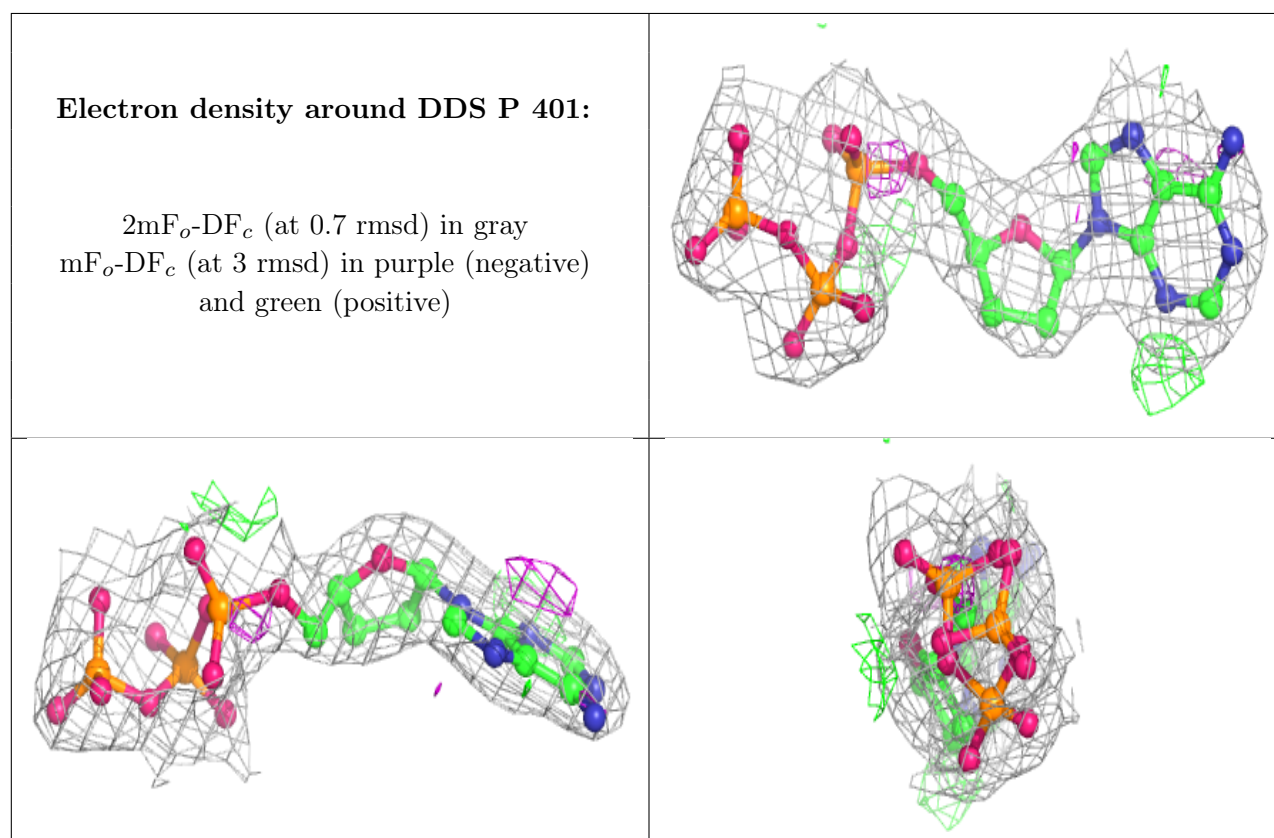 Electron density around DDS P 401:
2mFₒ-DF𝒸 (at 0.7 rmsd) in gray
mFₒ-DF𝒸 (at 3 rmsd) in purple (negative)
and green (positive)